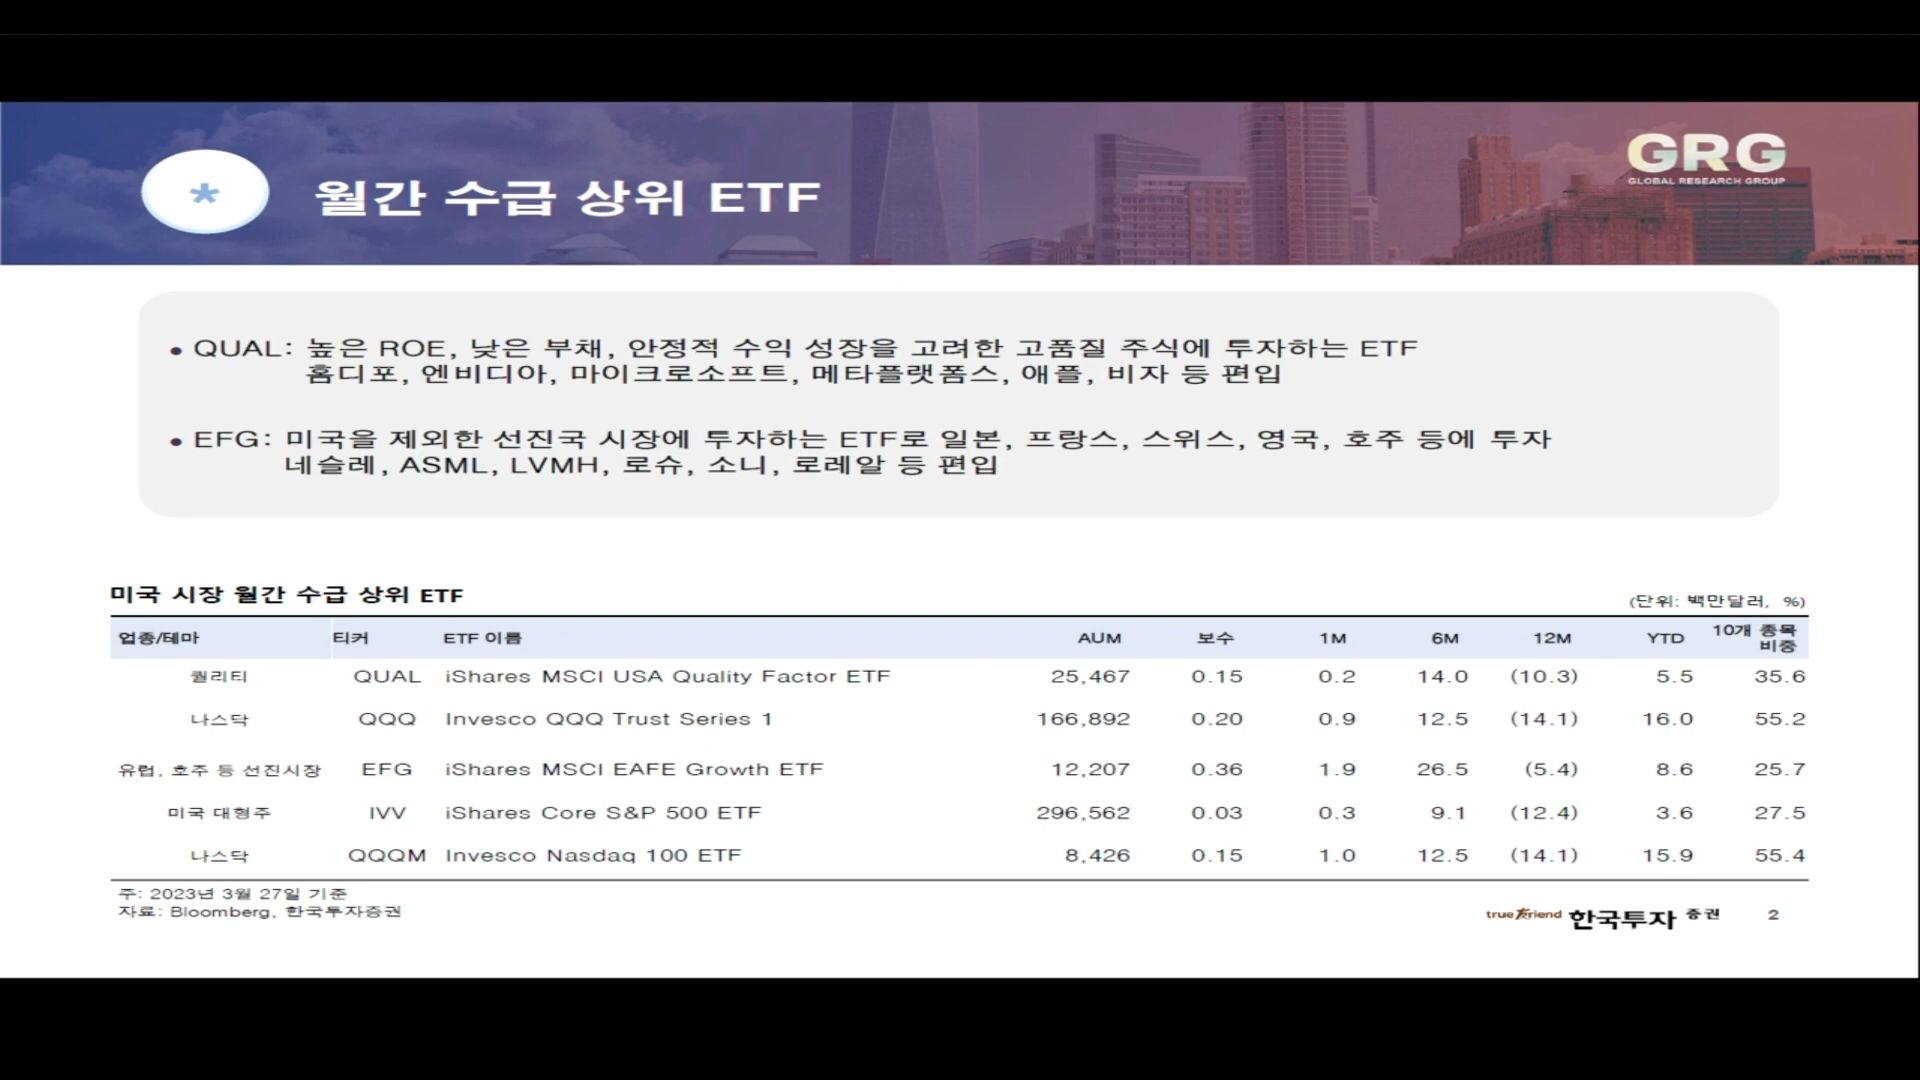 GRG
GLOBAL RESEARCH GROUP
* 월간 수급 상위 ETF
• QUAL: 높은 ROE, 낮은 부채, 안정적 수익 성장을 고려한 고품질 주식에 투자하는 ETF
홈디포, 엔비디아, 마이크로소프트, 메타플랫폼스, 애플, 비자 등 편입
• EFG: 미국을 제외한 선진국 시장에 투자하는 ETF로 일본, 프랑스, 스위스, 영국, 호주 등에 투자
네슬레, ASML, LVMH, 로슈, 소니, 로레알 등 편입
미국 시장 월간 수급 상위 ETF
(단위: 백만달러, %)
업종/테마 티커 ETF 이름 AUM 보수 1M 6M 12M YTD 10개 종목
비중
퀄리티 QUAL iShares MSCI USA Quality Factor ETF 25,467 0.15 0.2 14.0 (10.3) 5.5 35.6
나스닥 QQQ Invesco QQQ Trust Series 1 166,892 0.20 0.9 12.5 (14.1) 16.0 55.2
유럽, 호주 등 선진시장 EFG iShares MSCI EAFE Growth ETF 12,207 0.36 1.9 26.5 (5.4) 8.6 25.7
미국 대형주 IVV iShares Core S&P 500 ETF 296,562 0.03 0.3 9.1 (12.4) 3.6 27.5
나스닥 QQQM Invesco Nasdaq 100 ETF 8,426 0.15 1.0 12.5 (14.1) 15.9 55.4
주: 2023년 3월 27일 기준
자료: Bloomberg, 한국투자증권
true friend 한국투자 증권 2